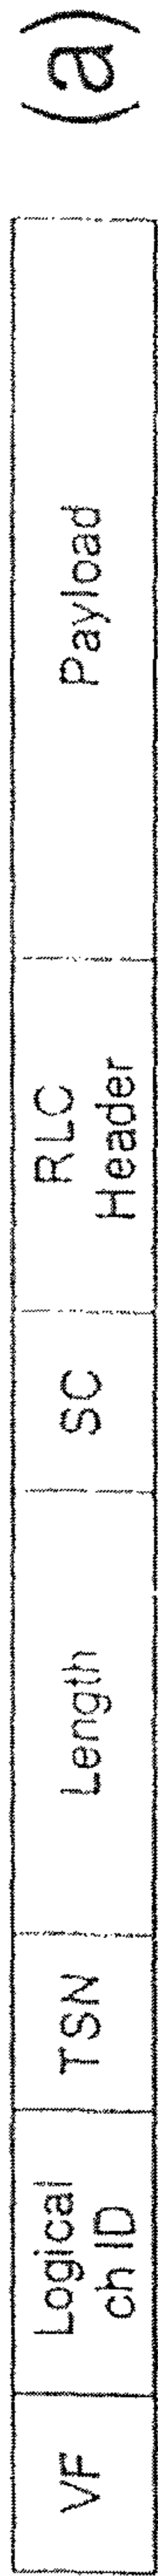 VF
Logical
ch ID
TSN
Length
SC
RLC
Header
Payload
(a)